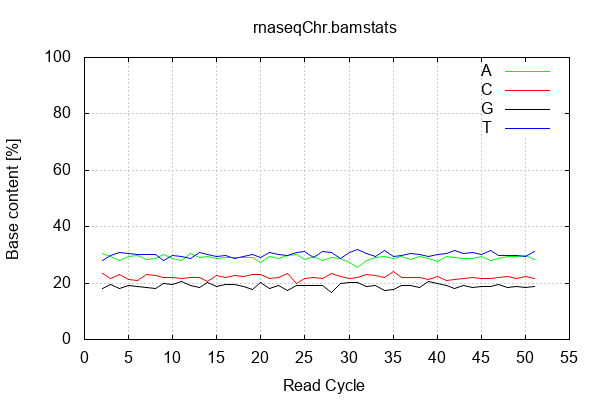 rnaseqChr.bamstats
100
80
60
40
20
0
Base content [%]
A
C
G
T
0 5 10 15 20 25 30 35 40 45 50 55
Read Cycle